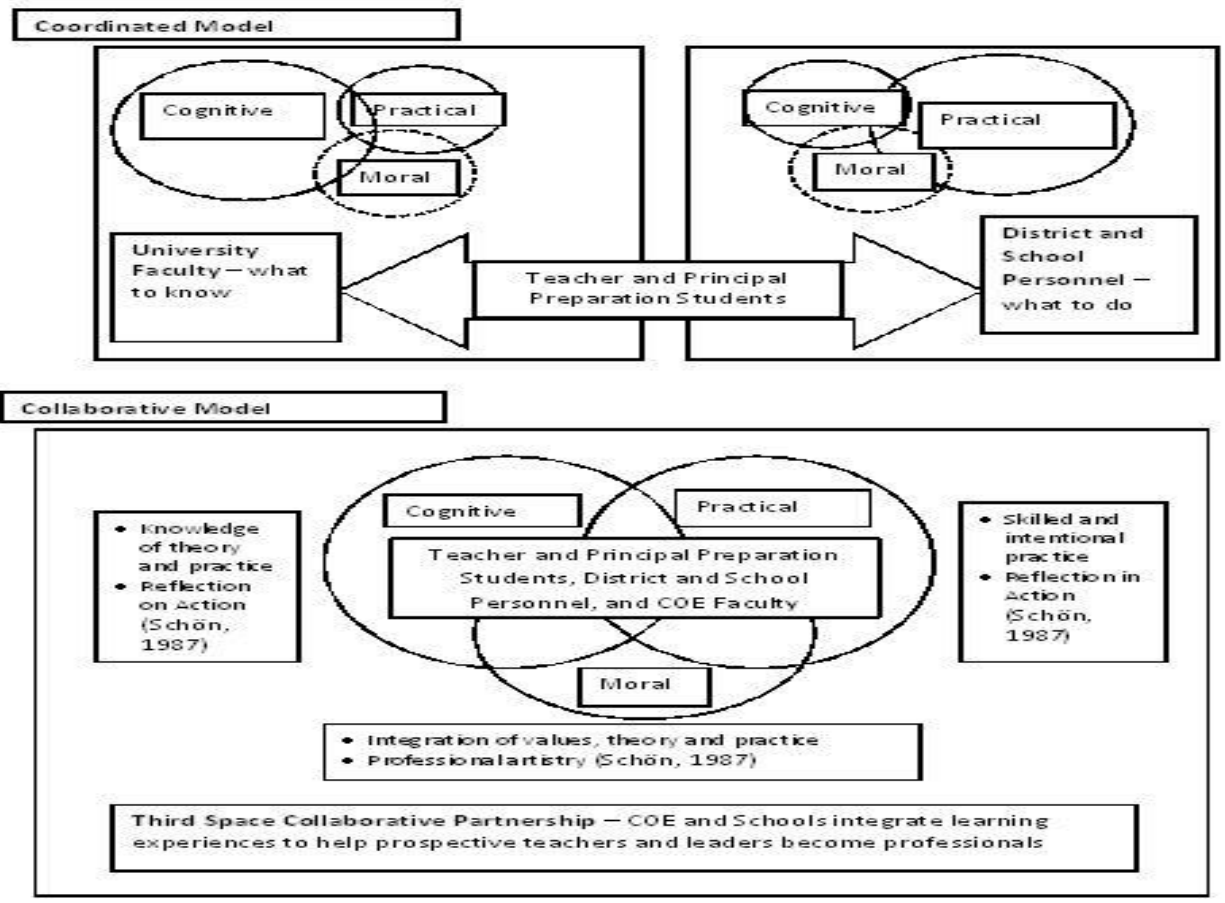 Coordinated Model
Cognitive
Practical
Moral
University
Faculty – what
to know
Teacher and Principal
Preparation Students
Cognitive
Practical
Moral
District and
School
Personnel –
what to do
Collaborative Model
• Knowledge
of theory
and practice
• Reflection
on Action
(Schön,
1987)
Cognitive
Practical
Teacher and Principal Preparation
Students, District and School
Personnel, and COE Faculty
Moral
• Skilled and
intentional
practice
• Reflection in
Action
(Schön,
1987)
• Integration of values, theory and practice
• Professional artistry (Schön, 1987)
Third Space Collaborative Partnership – COE and Schools integrate learning
experiences to help prospective teachers and leaders become professionals